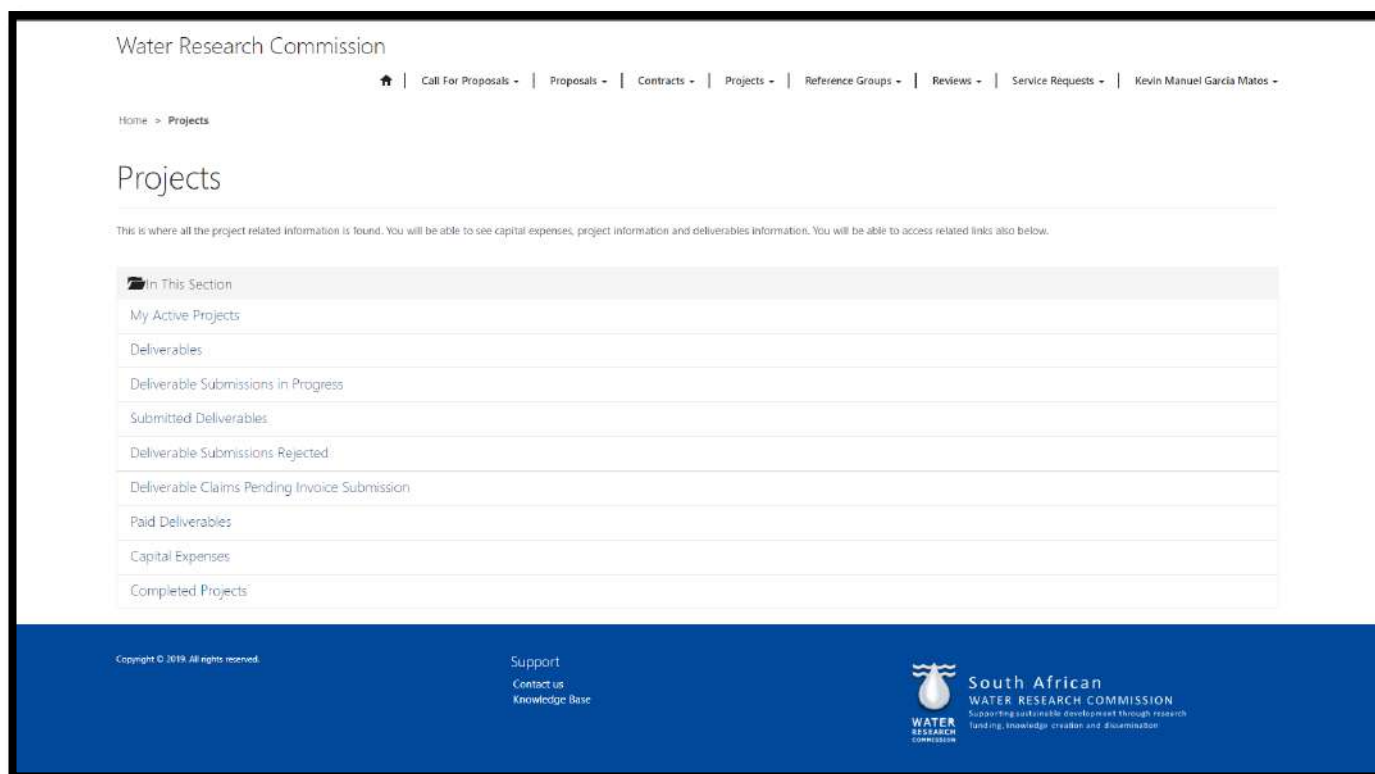 Water Research Commission
Call For Proposals | Proposals | Contracts | Projects | Reference Groups | Reviews | Service Requests | Kevin Manuel Garcia Matos
Home > Projects
Projects
This is where all the project related information is found. You will be able to see capital expenses, project information and deliverables information. You will be able to access related links also below.
In This Section
My Active Projects
Deliverables
Deliverable Submissions in Progress
Submitted Deliverables
Deliverable Submissions Rejected
Deliverable Claims Pending Invoice Submission
Paid Deliverables
Capital Expenses
Completed Projects
Copyright © 2019. All rights reserved.
Support
Contact us
Knowledge Base
WATER
RESEARCH
COMMISSION
South African
WATER RESEARCH COMMISSION
Supporting sustainable development through research
funding, knowledge creation and dissemination